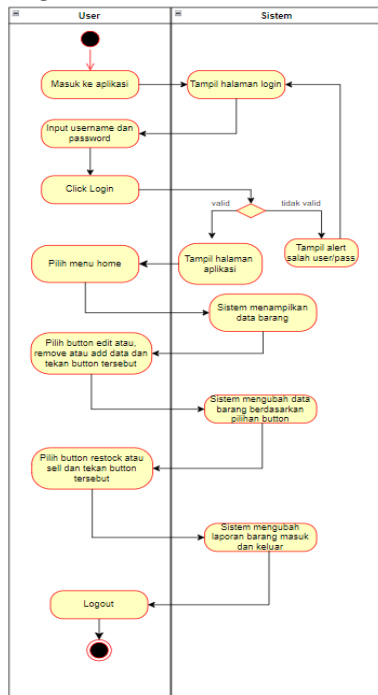 User
Sistem
Masuk ke aplikasi
Tampil halaman login
Input username dan
password
Click Login
valid
tidak valid
Tampil halaman
aplikasi
Tampil alert
salah user/pass
Pilih menu home
Sistem menampilkan
data barang
Pilih button edit atau,
remove atau add data dan
tekan button tersebut
Sistem mengubah data
barang berdasarkan
pilihan button
Pilih button restock atau
sell dan tekan button
tersebut
Sistem mengubah
laporan barang masuk
dan keluar
Logout